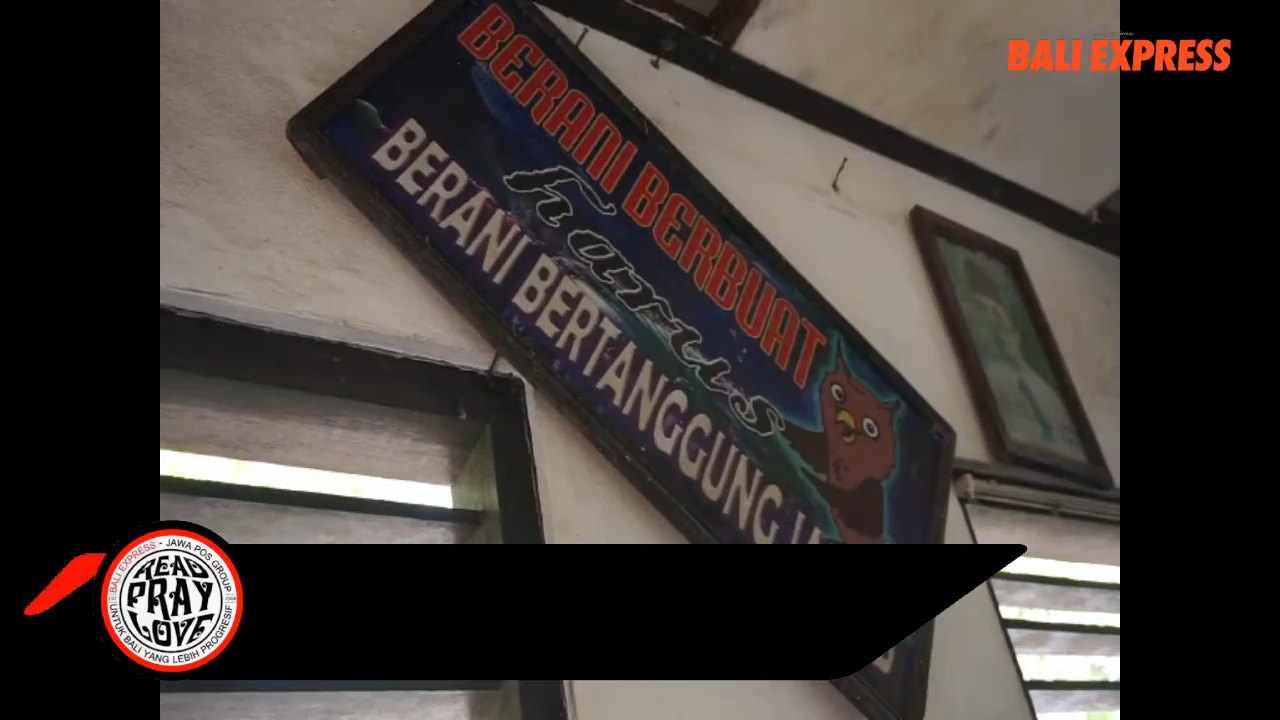 BALI EXPRESS
BERANI BERBUAT
harus
BERANI BERTANGGUNG
BALI EXPRESS - JAWA POS GROUP
READ
PRAY
LOVE
UNTUK BALI YANG LEBIH PROGRESIF